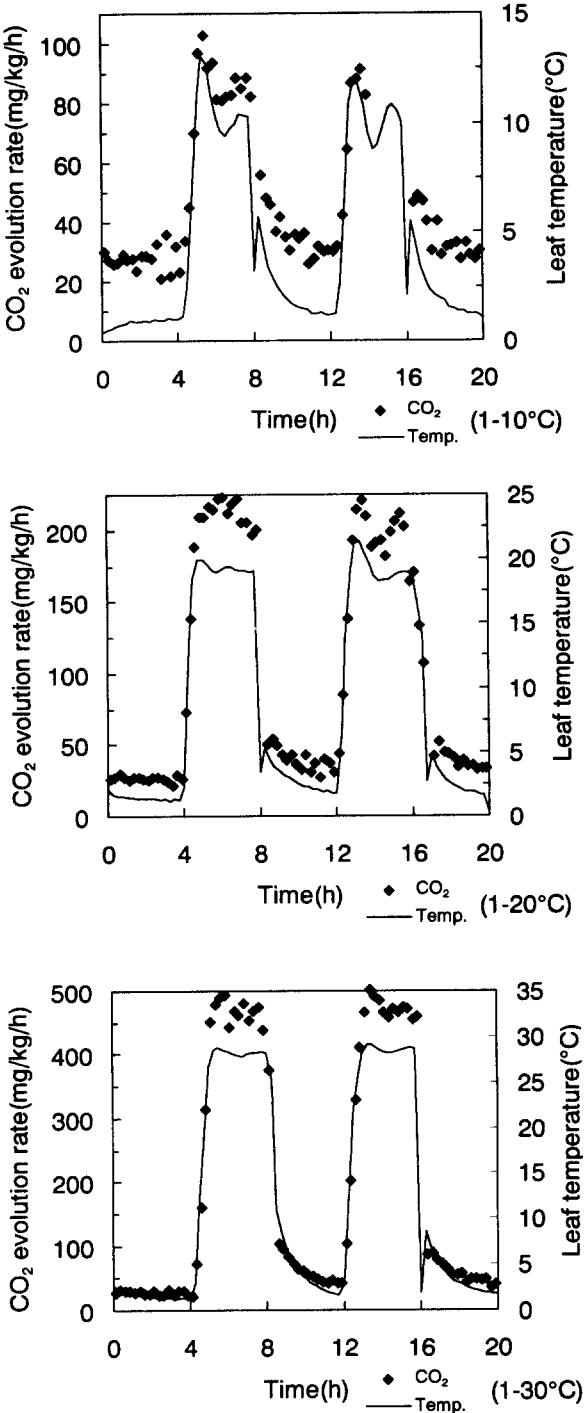 CO₂ evolution rate(mg/kg/h)
100
80
60
40
20
0
15
10
5
0
Leaf temperature(°C)
0 4 8 12 16 20
Time(h)
CO₂
Temp.
(1-10°C)
CO₂ evolution rate(mg/kg/h)
200
150
100
50
0
25
20
15
10
5
0
Leaf temperature(°C)
0 4 8 12 16 20
Time(h)
CO₂
Temp.
(1-20°C)
CO₂ evolution rate(mg/kg/h)
500
400
300
200
100
0
35
30
25
20
15
10
5
0
Leaf temperature(°C)
0 4 8 12 16 20
Time(h)
CO₂
Temp.
(1-30°C)